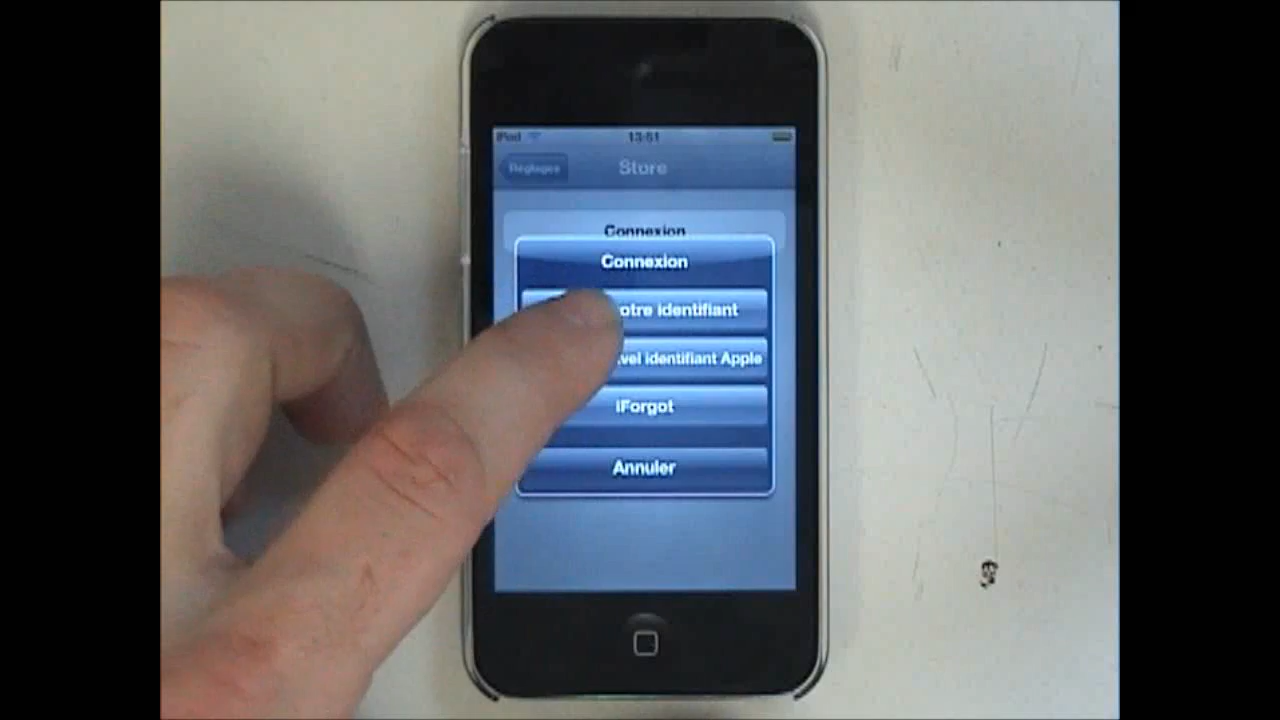 iPod 13:51
Réglages Store
Connexion
Connexion
otre identifiant
vel identifiant Apple
iForgot
Annuler